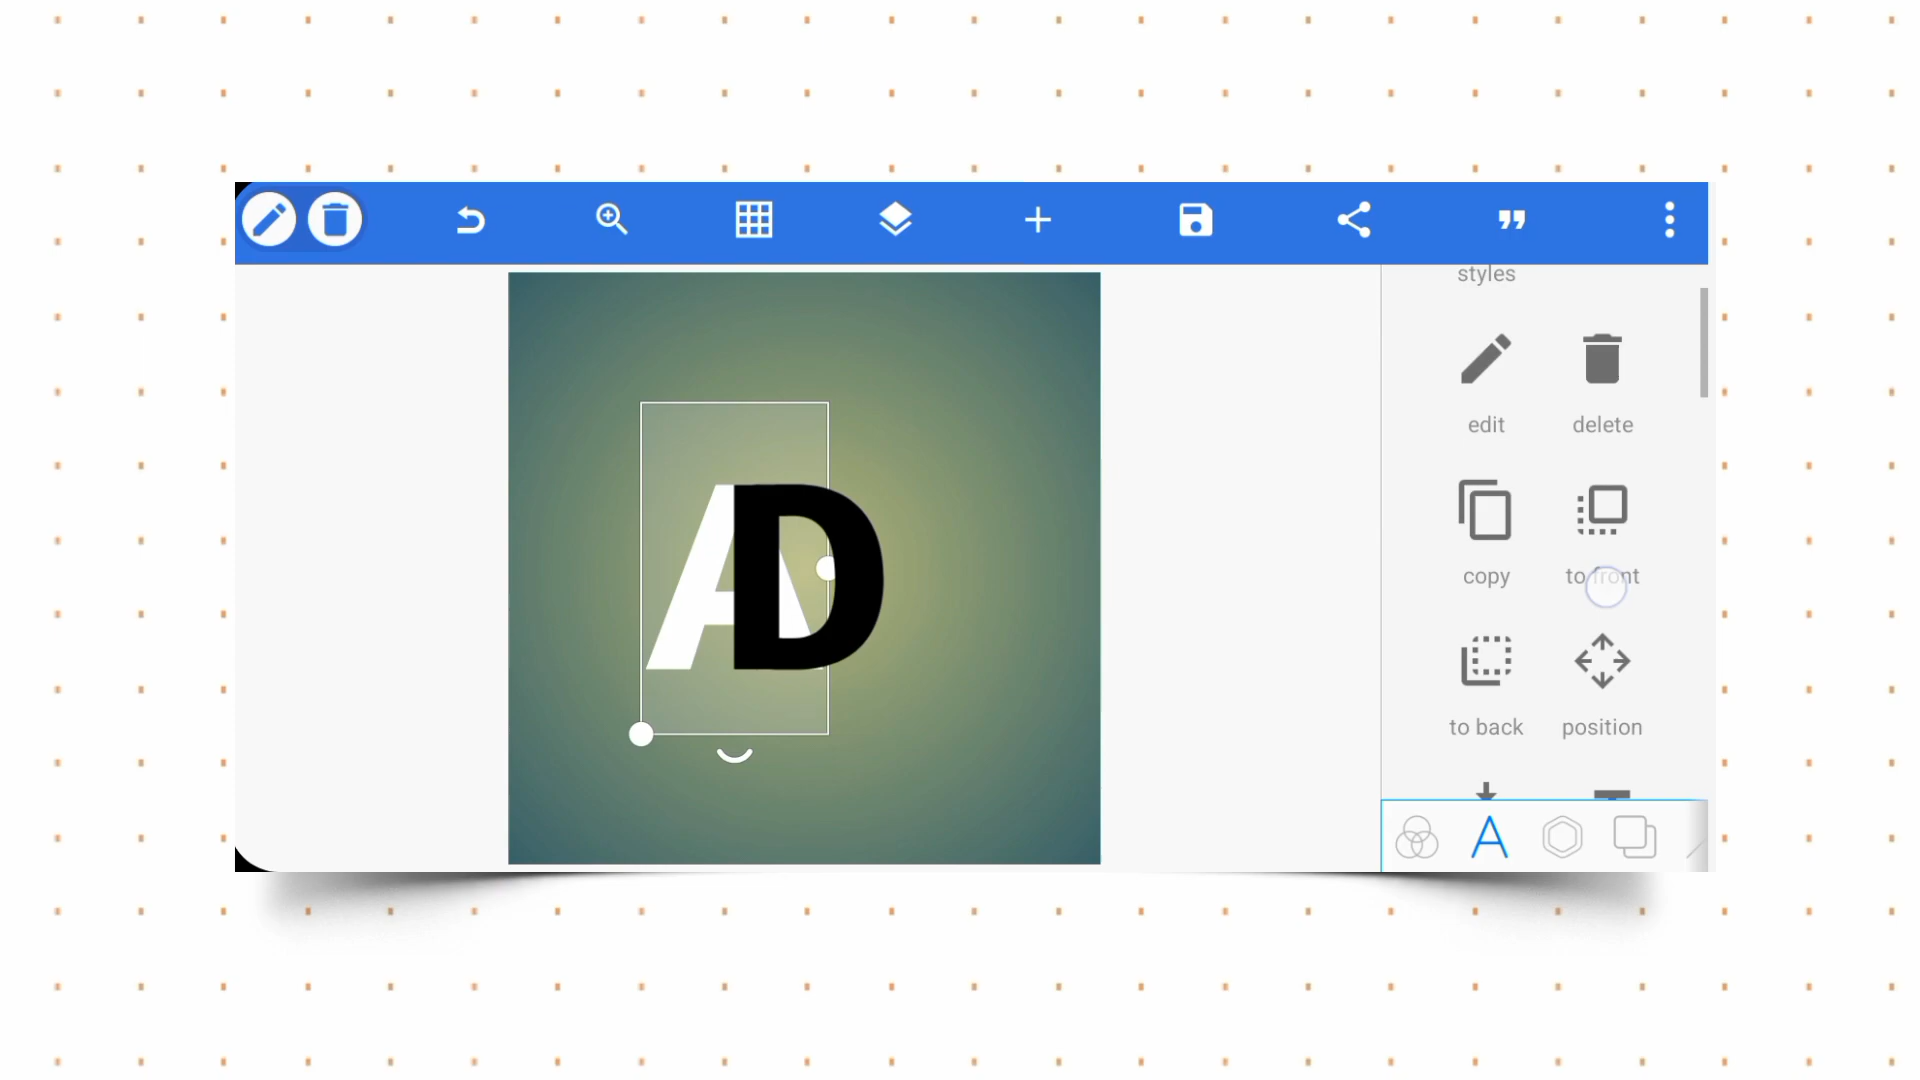 styles
edit delete
copy to front
to back position
AD